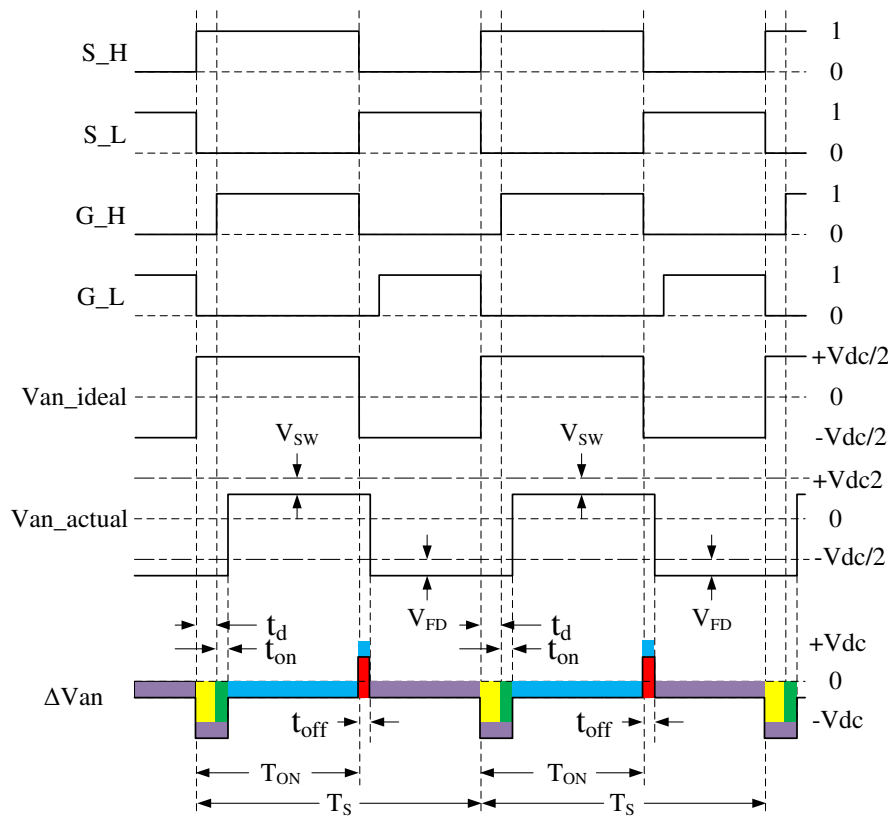 S_H 1
0
S_L 1
0
G_H 1
0
G_L 1
0
Van_ideal +Vdc/2
0
-Vdc/2
V_SW V_SW
+Vdc2
Van_actual 0
-Vdc/2
V_FD V_FD
t_d t_d
t_on t_on
+Vdc
ΔVan 0
-Vdc
t_off t_off
T_ON T_ON
T_S T_S